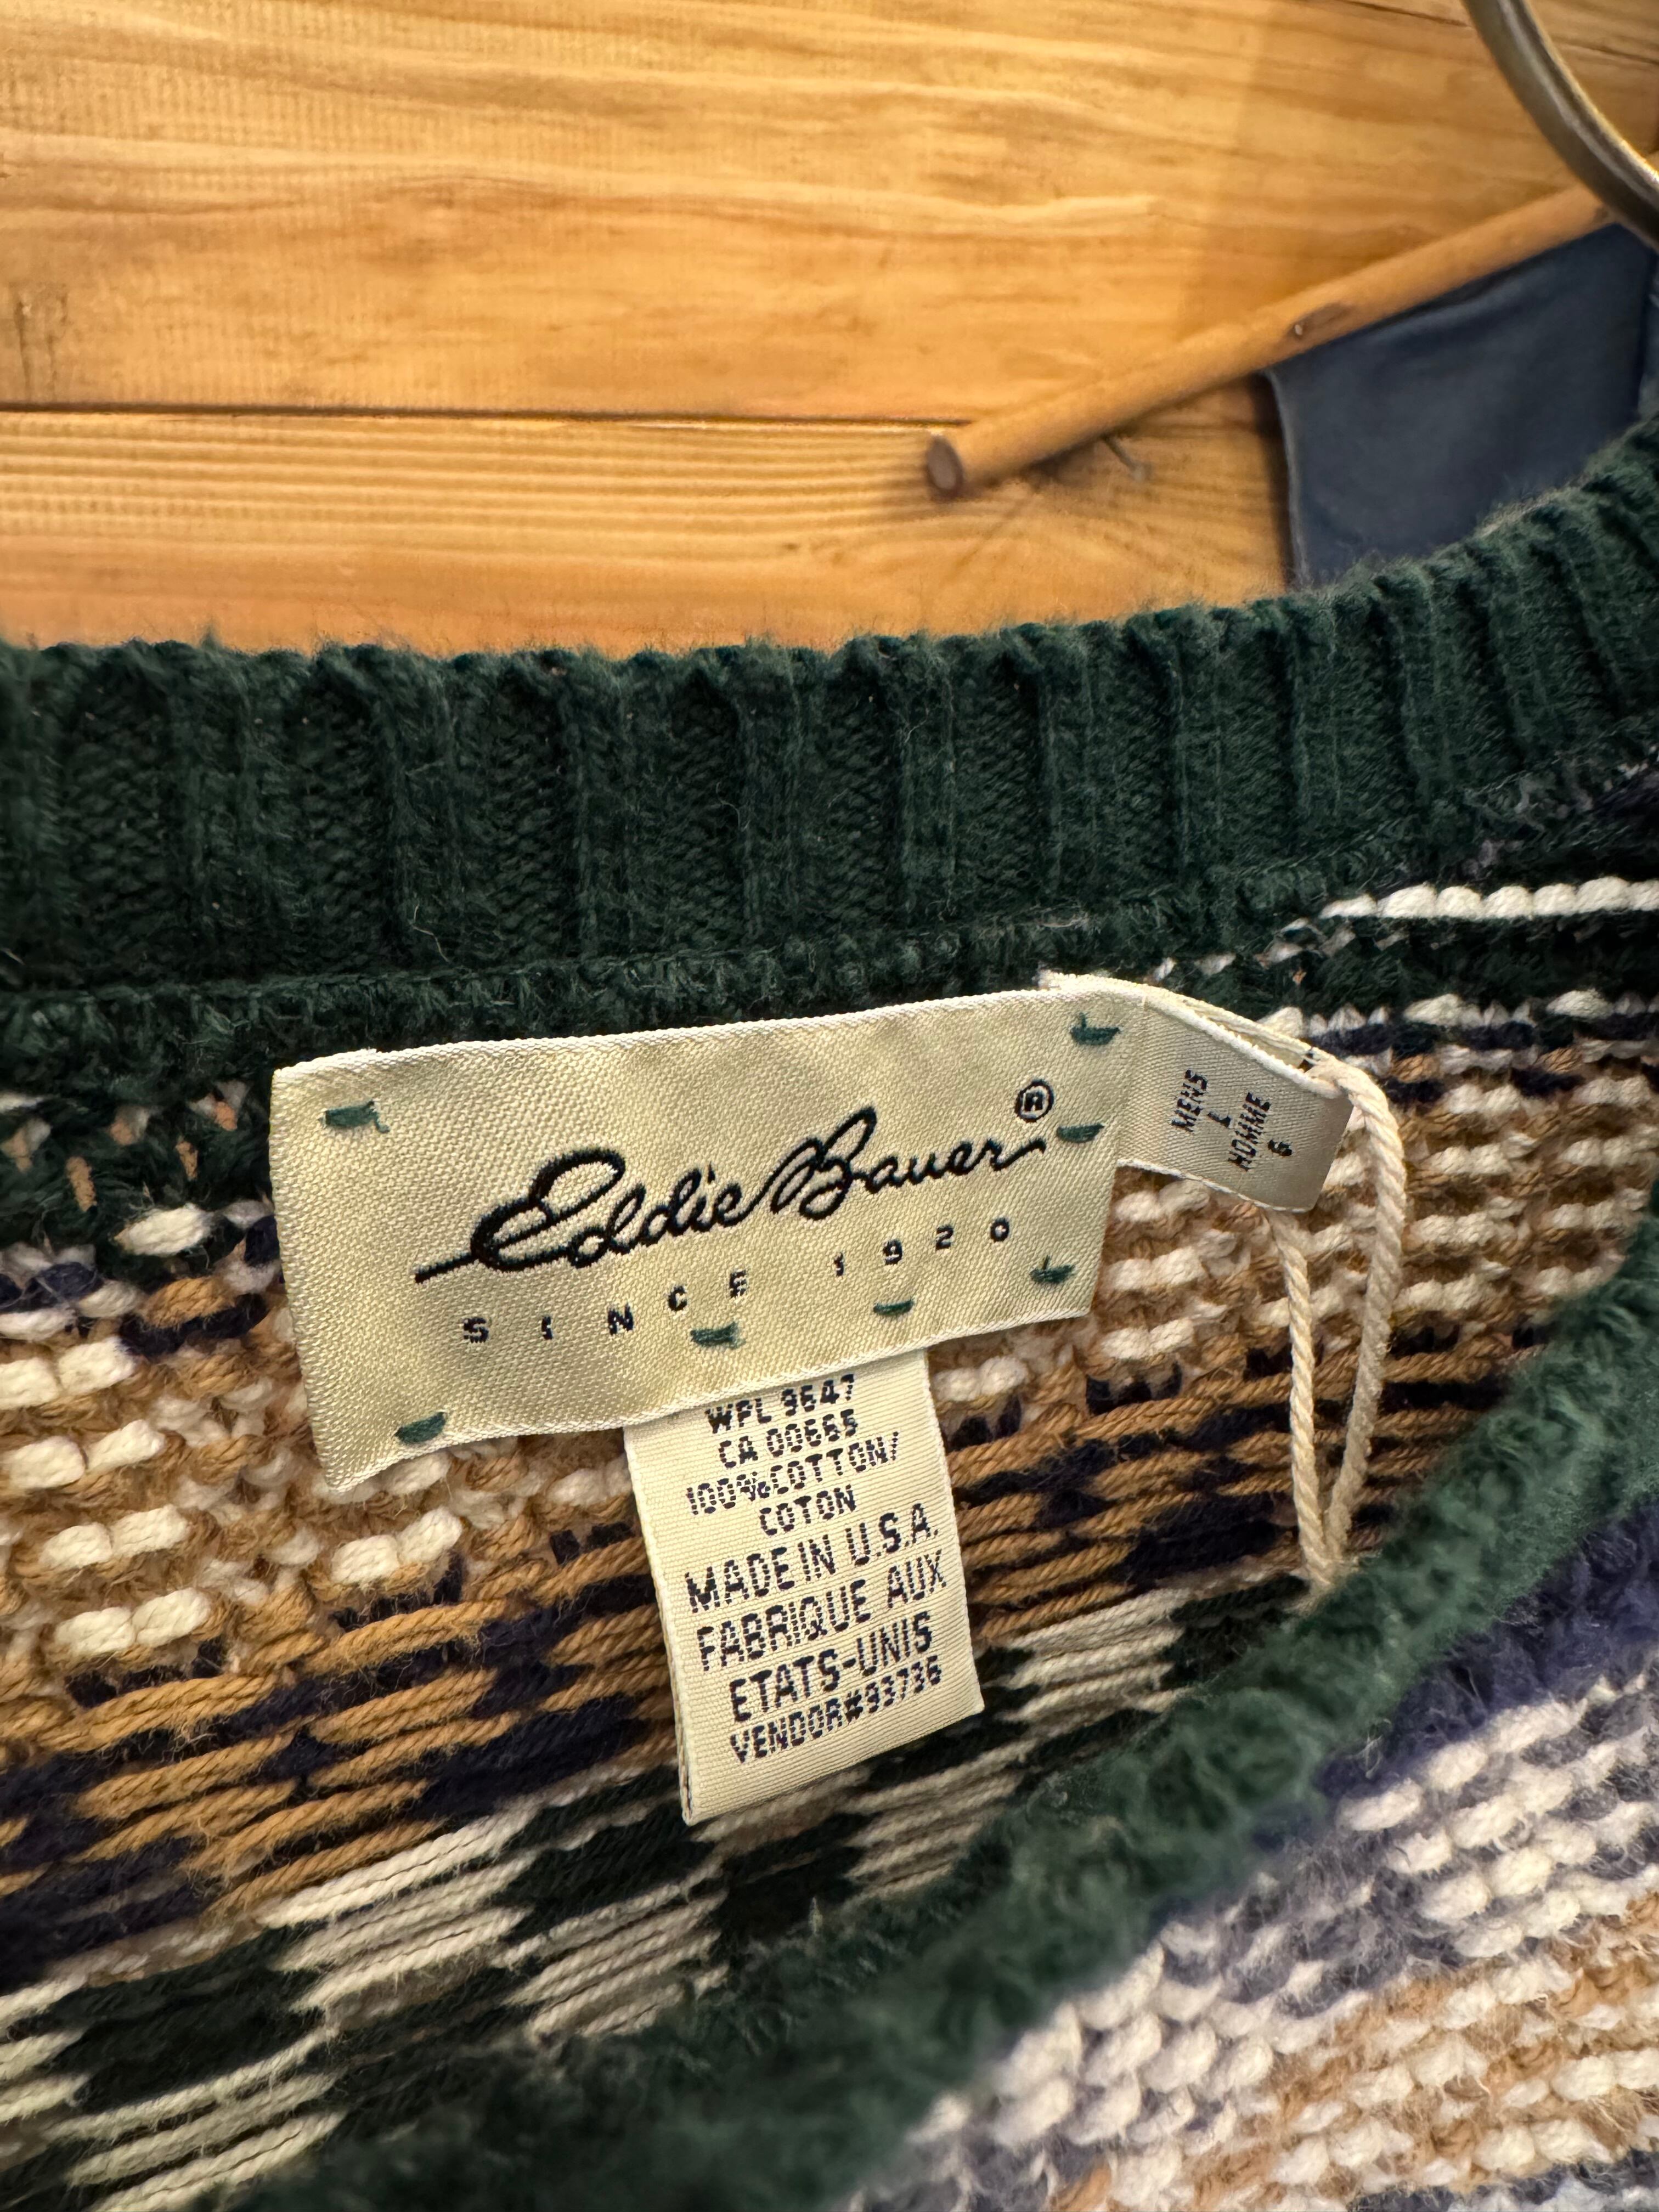 Eddie Bauer®
SINCE 1920
MENS
L
HOMME
G
WPL 9647
CA 00665
100%COTTON/
COTON
MADE IN U.S.A.
FABRIQUE AUX
ETATS-UNIS
VENDOR#93736